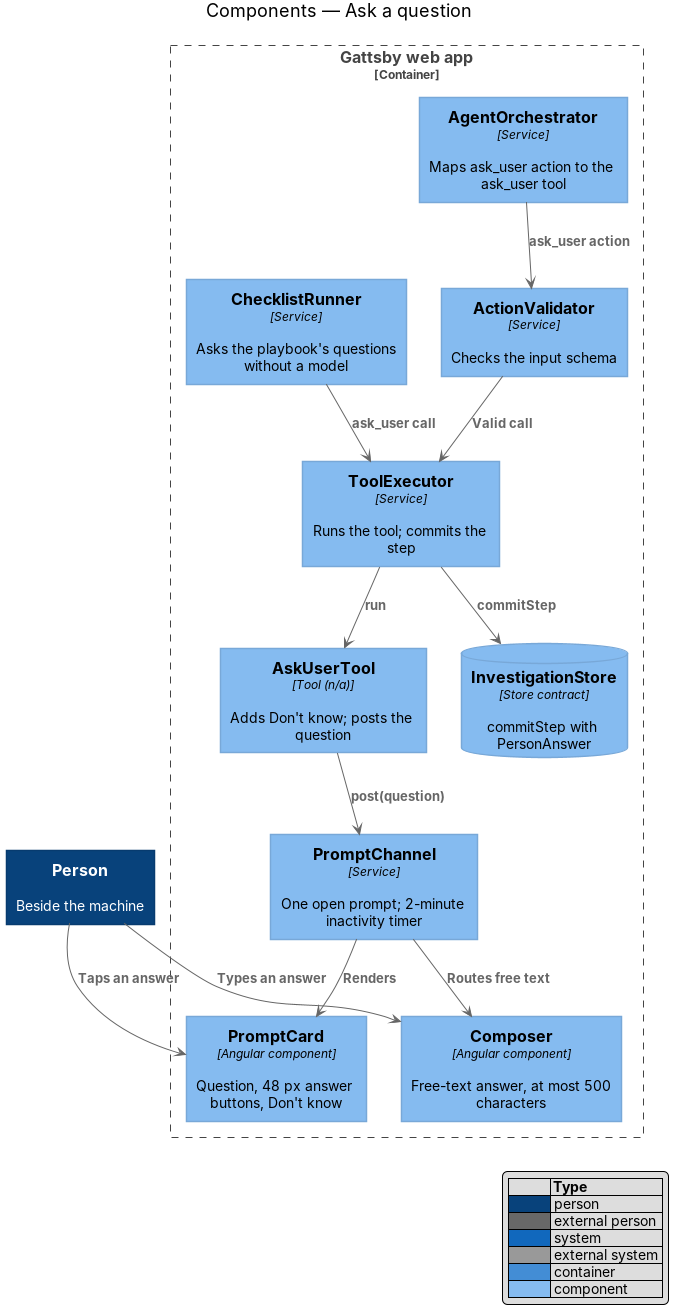 Components — Ask a question
Gattsby web app
[Container]
AgentOrchestrator
[Service]
Maps ask_user action to the
ask_user tool
ask_user action
ChecklistRunner
[Service]
Asks the playbook's questions
without a model
ActionValidator
[Service]
Checks the input schema
ask_user call
Valid call
ToolExecutor
[Service]
Runs the tool; commits the
step
run
commitStep
AskUserTool
[Tool (n/a)]
Adds Don't know; posts the
question
InvestigationStore
[Store contract]
commitStep with
PersonAnswer
post(question)
Person
Beside the machine
PromptChannel
[Service]
One open prompt; 2-minute
inactivity timer
Taps an answer
Types an answer
Renders
Routes free text
PromptCard
[Angular component]
Question, 48 px answer
buttons, Don't know
Composer
[Angular component]
Free-text answer, at most 500
characters
Type
person
external person
system
external system
container
component